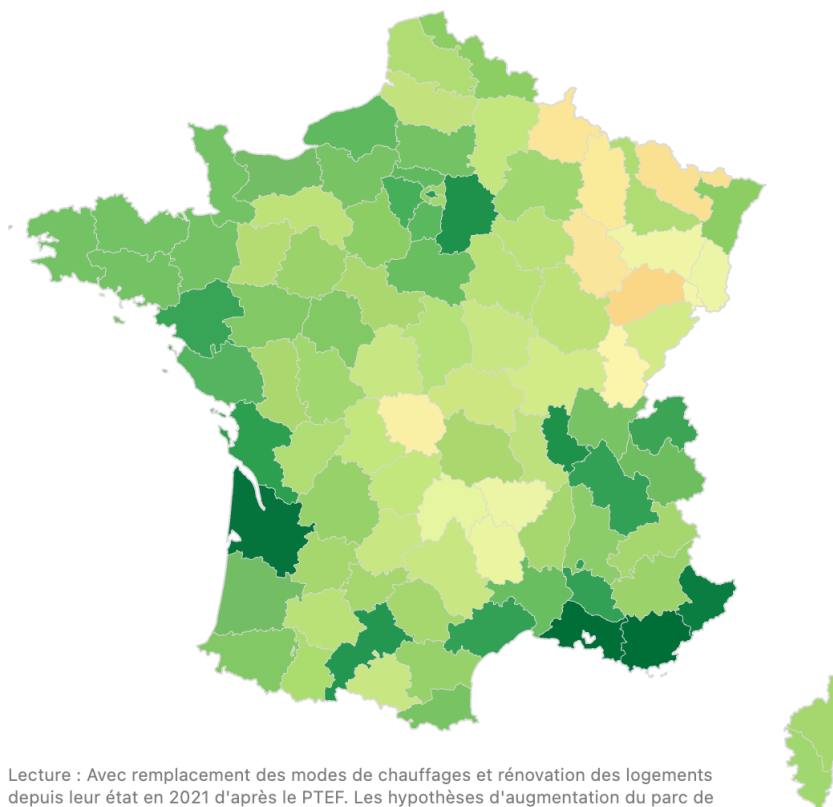 Lecture : Avec remplacement des modes de chauffages et rénovation des logements
depuis leur état en 2021 d'après le PTEF. Les hypothèses d'augmentation du parc de